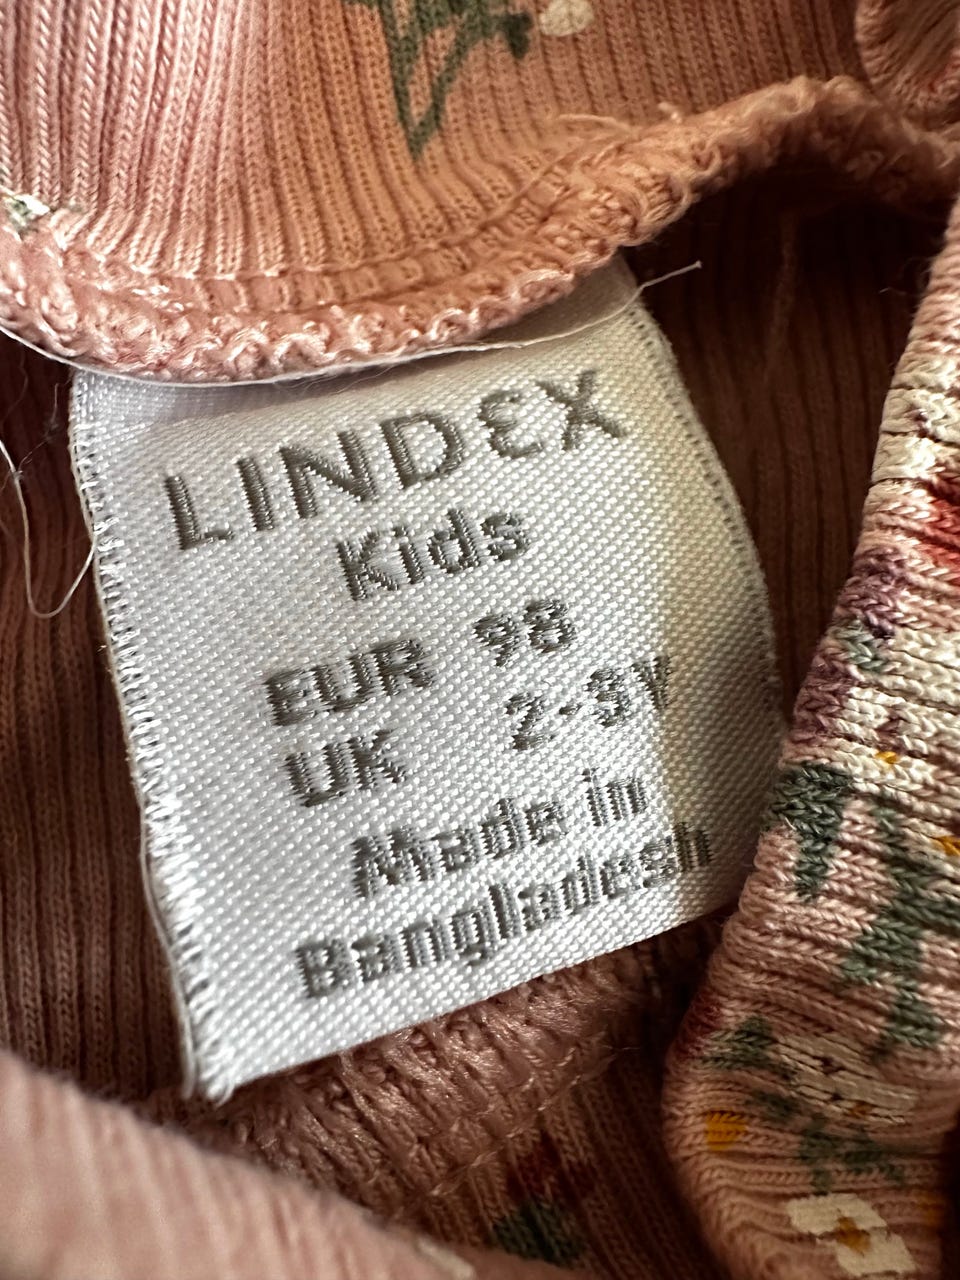 LINDEX
Kids
EUR 98
UK 2-3Y
Made in
Bangladesh